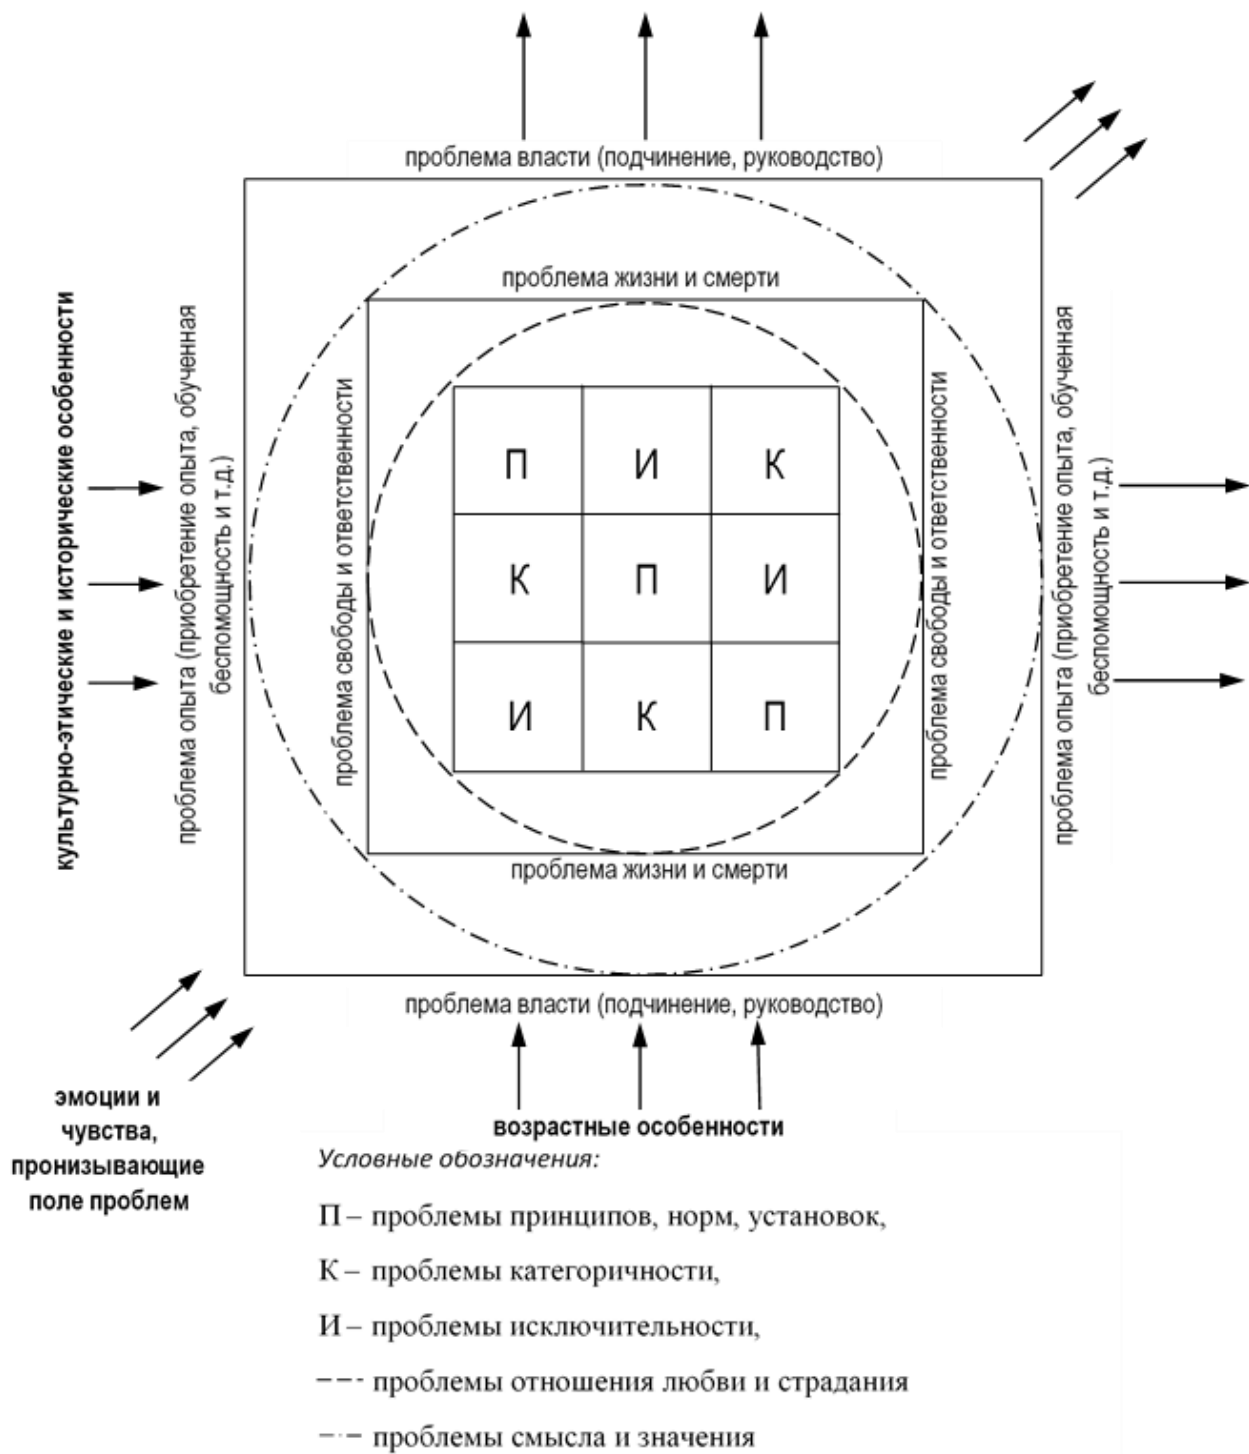 проблема власти (подчинение, руководство)
проблема жизни и смерти
культурно-этические и исторические особенности
проблема опыта (приобретение опыта, обученная
беспомощность и т.д.)
проблема свободы и ответственности
П И К
К П И
И К П
проблема свободы и ответственности
проблема опыта (приобретение опыта, обученная
беспомощность и т.д.)
проблема жизни и смерти
проблема власти (подчинение, руководство)
эмоции и
чувства,
пронизывающие
поле проблем
возрастные особенности
Условные обозначения:
П – проблемы принципов, норм, установок,
К – проблемы категоричности,
И – проблемы исключительности,
проблемы отношения любви и страдания
проблемы смысла и значения